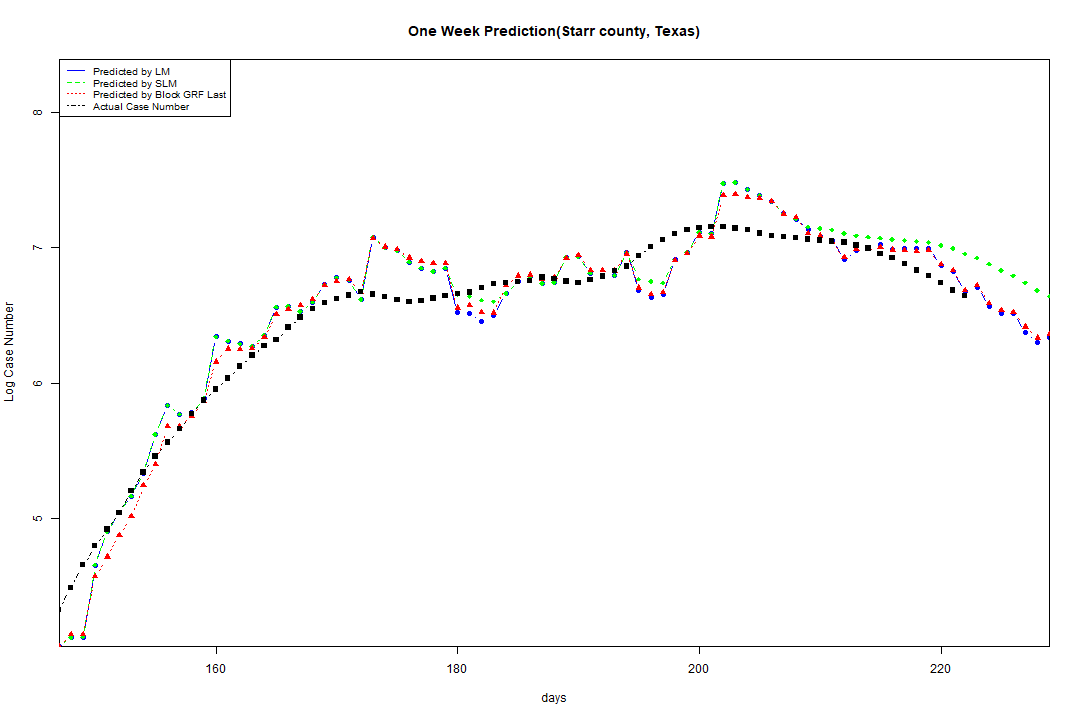 One Week Prediction(Starr county, Texas)
Predicted by LM
Predicted by SLM
Predicted by Block GRF Last
Actual Case Number
8
7
6
5
Log Case Number
160 180 200 220
days